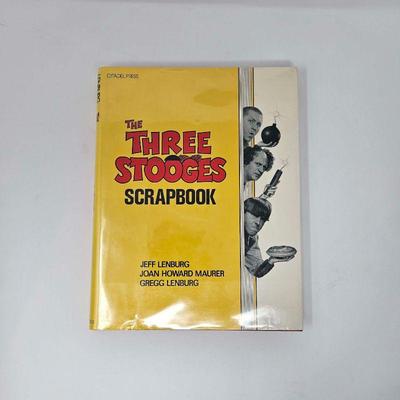 CITADEL PRESS
THE
THREE
STOOGES
SCRAPBOOK
JEFF LENBURG
JOAN HOWARD MAURER
GREGG LENBURG